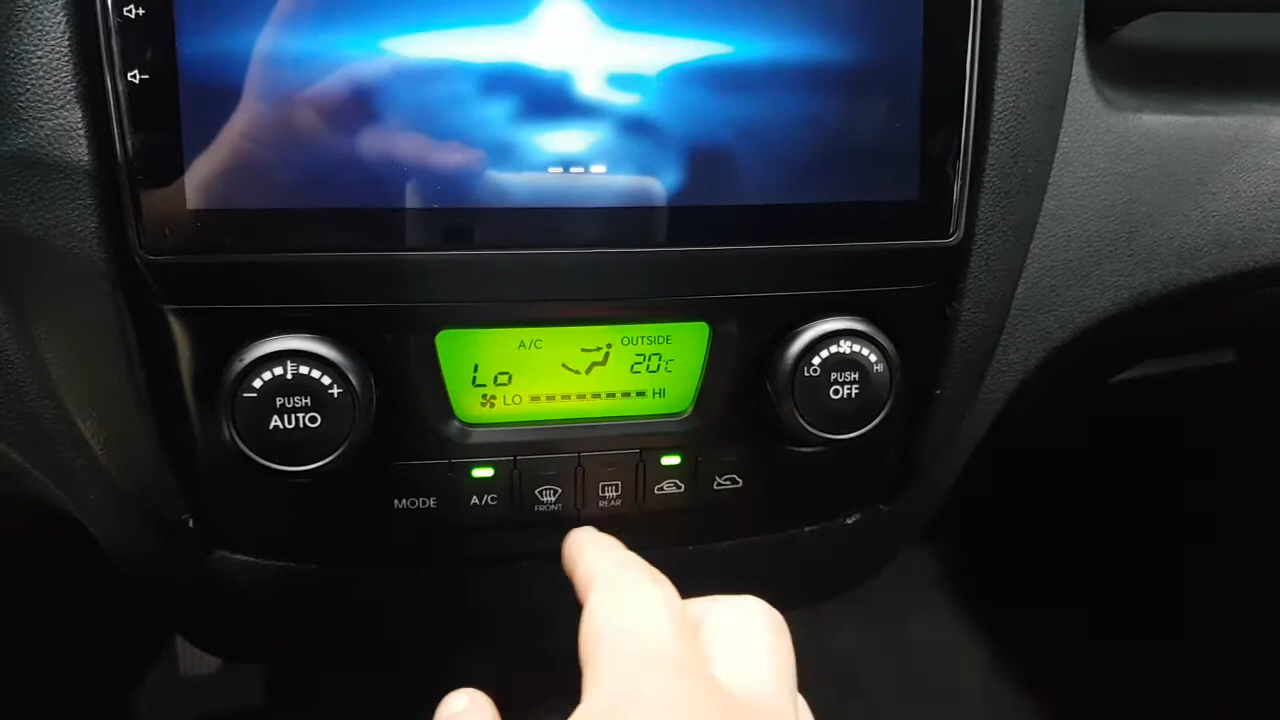 A/C
OUTSIDE
Lo
20°C
LO
HI
PUSH
AUTO
LO
HI
PUSH
OFF
MODE
A/C
FRONT
REAR